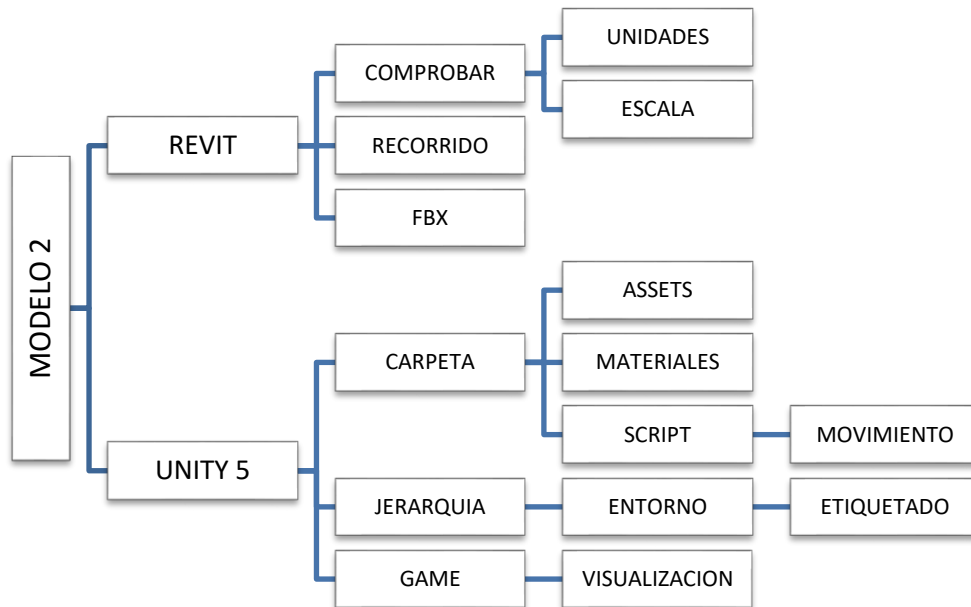 MODELO 2
REVIT
COMPROBAR
UNIDADES
ESCALA
RECORRIDO
FBX
UNITY 5
CARPETA
ASSETS
MATERIALES
SCRIPT
MOVIMIENTO
JERARQUIA
ENTORNO
ETIQUETADO
GAME
VISUALIZACION